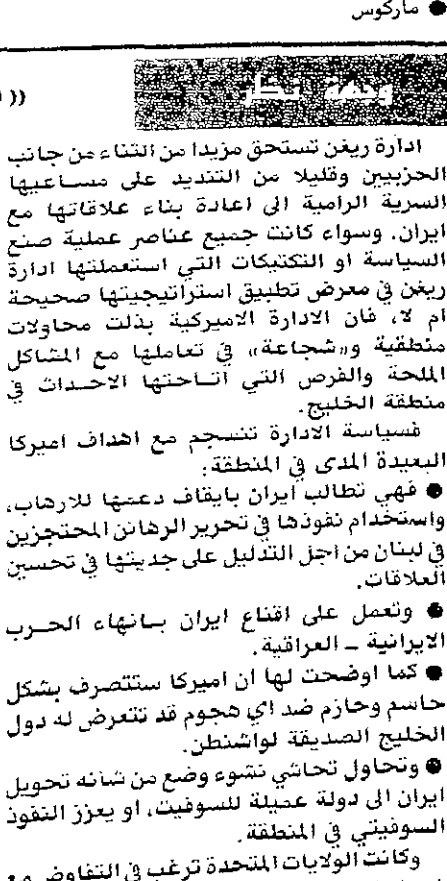 ● ماركوس
((
وجهة نظر
ادارة ريغن تستحق مزيدا من الثناء من جانب
الحزبيين وقليلا من التنديد على مساعيها
السرية الرامية الى اعادة بناء علاقاتها مع
ايران. وسواء كانت جميع عناصر عملية صنع
السياسة او التكتيكات التي استعملتها ادارة
ريغن في معرض تطبيق استراتيجيتها صحيحة
ام لا، فان الادارة الاميركية بذلت محاولات
منطقية و«شجاعة» في تعاملها مع المشاكل
الملحة والفرص التي اتاحتها الاحداث في
منطقة الخليج.
فسياسة الادارة تنسجم مع اهداف اميركا
البعيدة المدى في المنطقة:
● فهي تطالب ايران بايقاف دعمها للارهاب،
واستخدام نفوذها في تحرير الرهائن المحتجزين
في لبنان من اجل التدليل على جديتها في تحسين
العلاقات.
● وتعمل على اقناع ايران بانهاء الحرب
الايرانية - العراقية.
● كما اوضحت لها ان اميركا ستتصرف بشكل
حاسم وحازم ضد اي هجوم قد تتعرض له دول
الخليج الصديقة لواشنطن.
● وتحاول تحاشي نشوء وضع من شانه تحويل
ايران الى دولة عميلة للسوفيت، او يعزز النفوذ
السوفيتي في المنطقة.
وكانت الولايات المتحدة ترغب في التفاوض مع